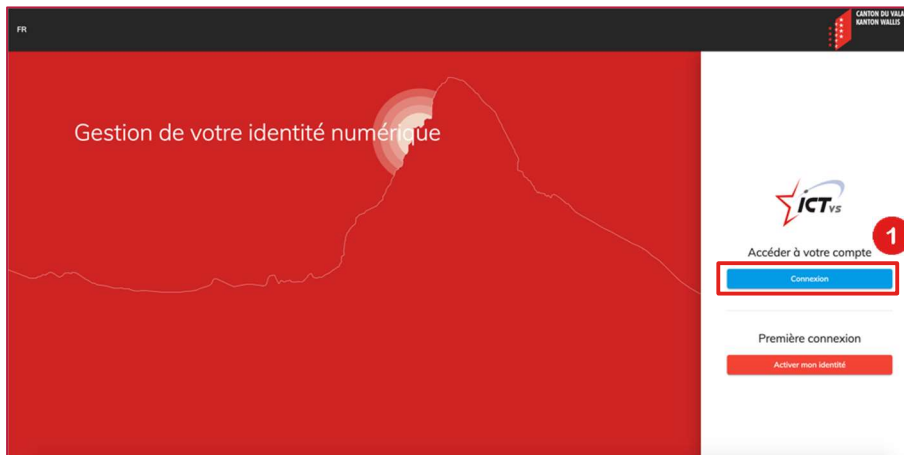 FR
CANTON DU VALA
KANTON WALLIS
Gestion de votre identité numérique
iCT vs
1
Accéder à votre compte
Connexion
Première connexion
Activer mon identité